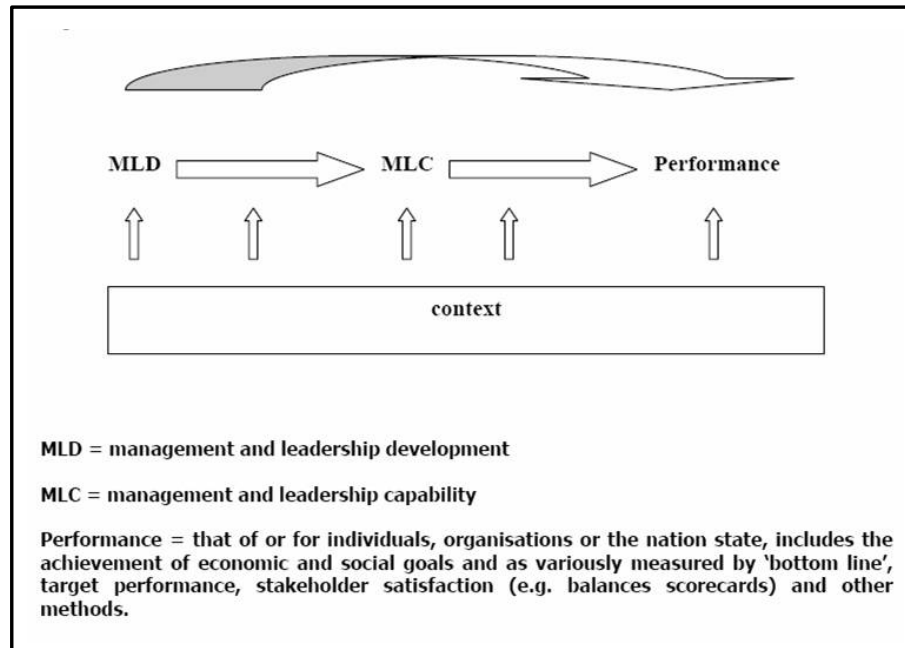 MLD MLC Performance
context
MLD = management and leadership development
MLC = management and leadership capability
Performance = that of or for individuals, organisations or the nation state, includes the
achievement of economic and social goals and as variously measured by ‘bottom line’,
target performance, stakeholder satisfaction (e.g. balances scorecards) and other
methods.